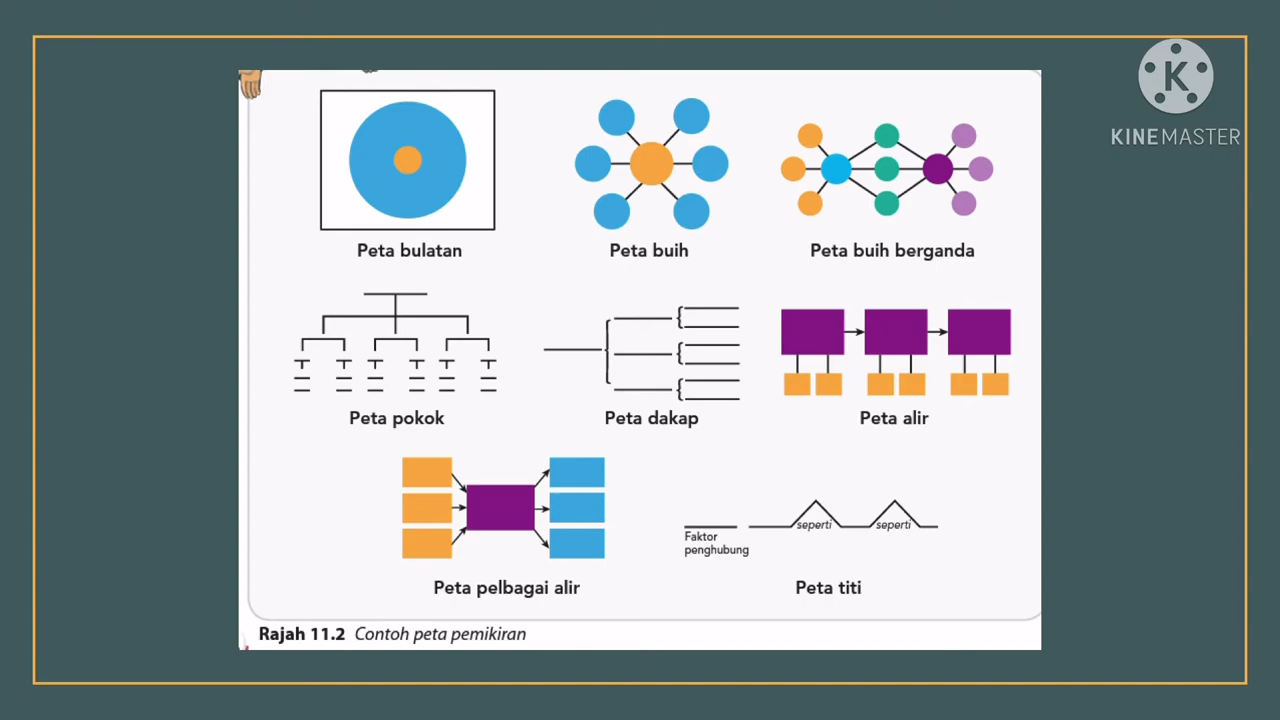 K
KINEMASTER
Peta bulatan
Peta buih
Peta buih berganda
Peta pokok
Peta dakap
Peta alir
Faktor
penghubung
seperti
seperti
Peta pelbagai alir
Peta titi
Rajah 11.2 Contoh peta pemikiran